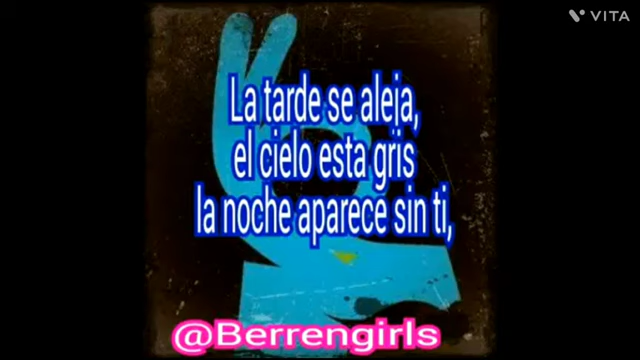 VITA
La tarde se aleja,
el cielo esta gris
la noche aparece sin ti,
@Berrengirls